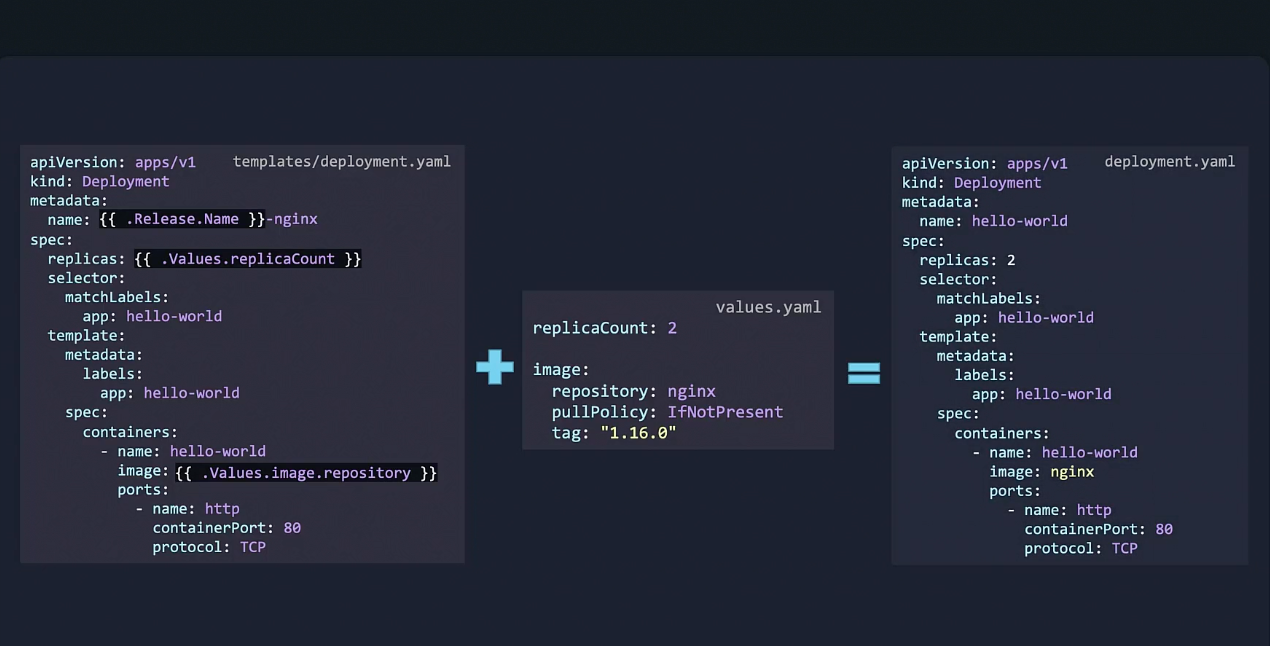 templates/deployment.yaml
apiVersion: apps/v1
kind: Deployment
metadata:
  name: {{ .Release.Name }}-nginx
spec:
  replicas: {{ .Values.replicaCount }}
  selector:
    matchLabels:
      app: hello-world
  template:
    metadata:
      labels:
        app: hello-world
    spec:
      containers:
        - name: hello-world
          image: {{ .Values.image.repository }}
          ports:
            - name: http
              containerPort: 80
              protocol: TCP
values.yaml
replicaCount: 2
image:
  repository: nginx
  pullPolicy: IfNotPresent
  tag: "1.16.0"
deployment.yaml
apiVersion: apps/v1
kind: Deployment
metadata:
  name: hello-world
spec:
  replicas: 2
  selector:
    matchLabels:
      app: hello-world
  template:
    metadata:
      labels:
        app: hello-world
    spec:
      containers:
        - name: hello-world
          image: nginx
          ports:
            - name: http
              containerPort: 80
              protocol: TCP